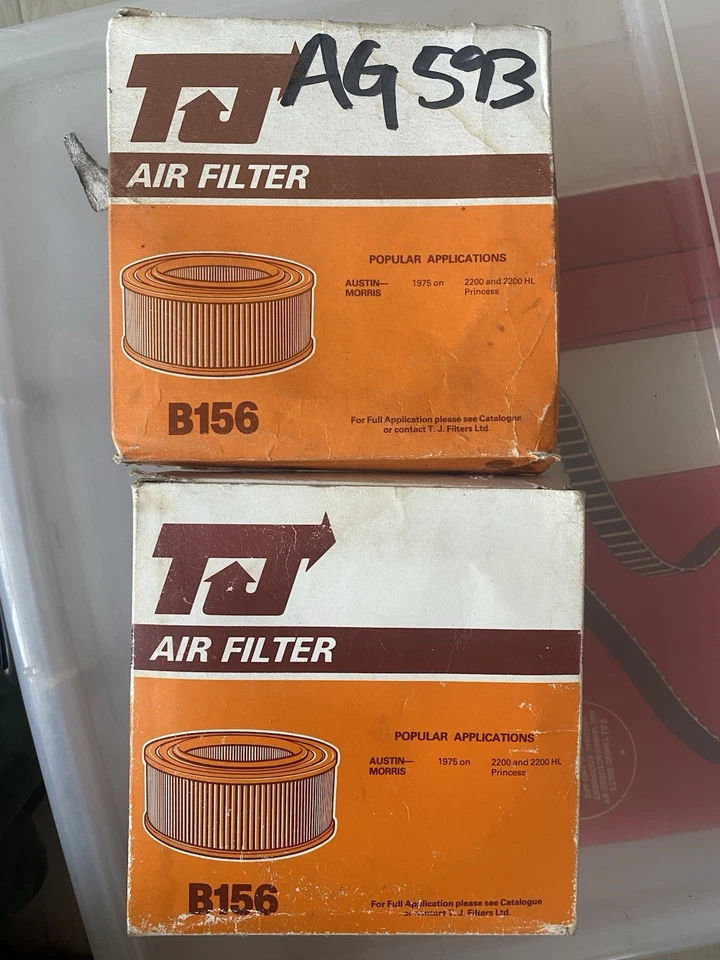 TJ AG 593
AIR FILTER
POPULAR APPLICATIONS
AUSTIN— 1975 on 2200 and 2200 HL
MORRIS Princess
B156
For Full Application please see Catalogue
or contact T. J. Filters Ltd.
TJ
AIR FILTER
POPULAR APPLICATIONS
AUSTIN— 1975 on 2200 and 2200 HL
MORRIS Princess
B156
For Full Application please see Catalogue
or contact T. J. Filters Ltd.